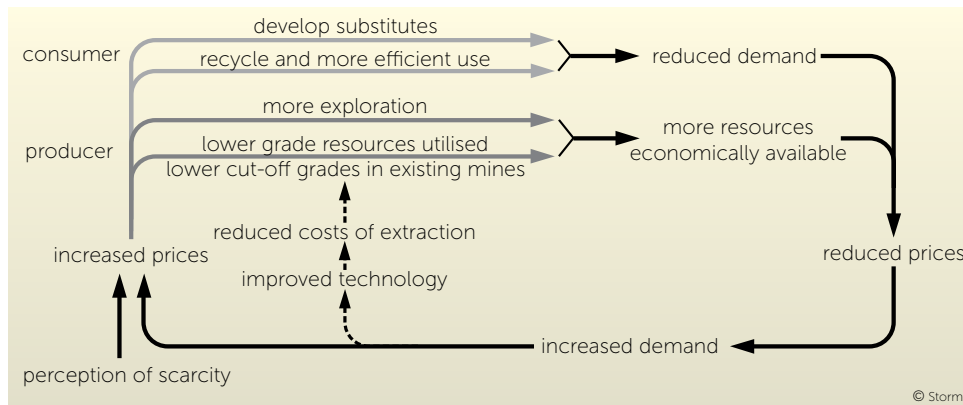 develop substitutes
consumer
recycle and more efficient use
reduced demand
more exploration
producer
lower grade resources utilised
lower cut-off grades in existing mines
more resources
economically available
reduced costs of extraction
increased prices
reduced prices
improved technology
increased demand
perception of scarcity
© Storm